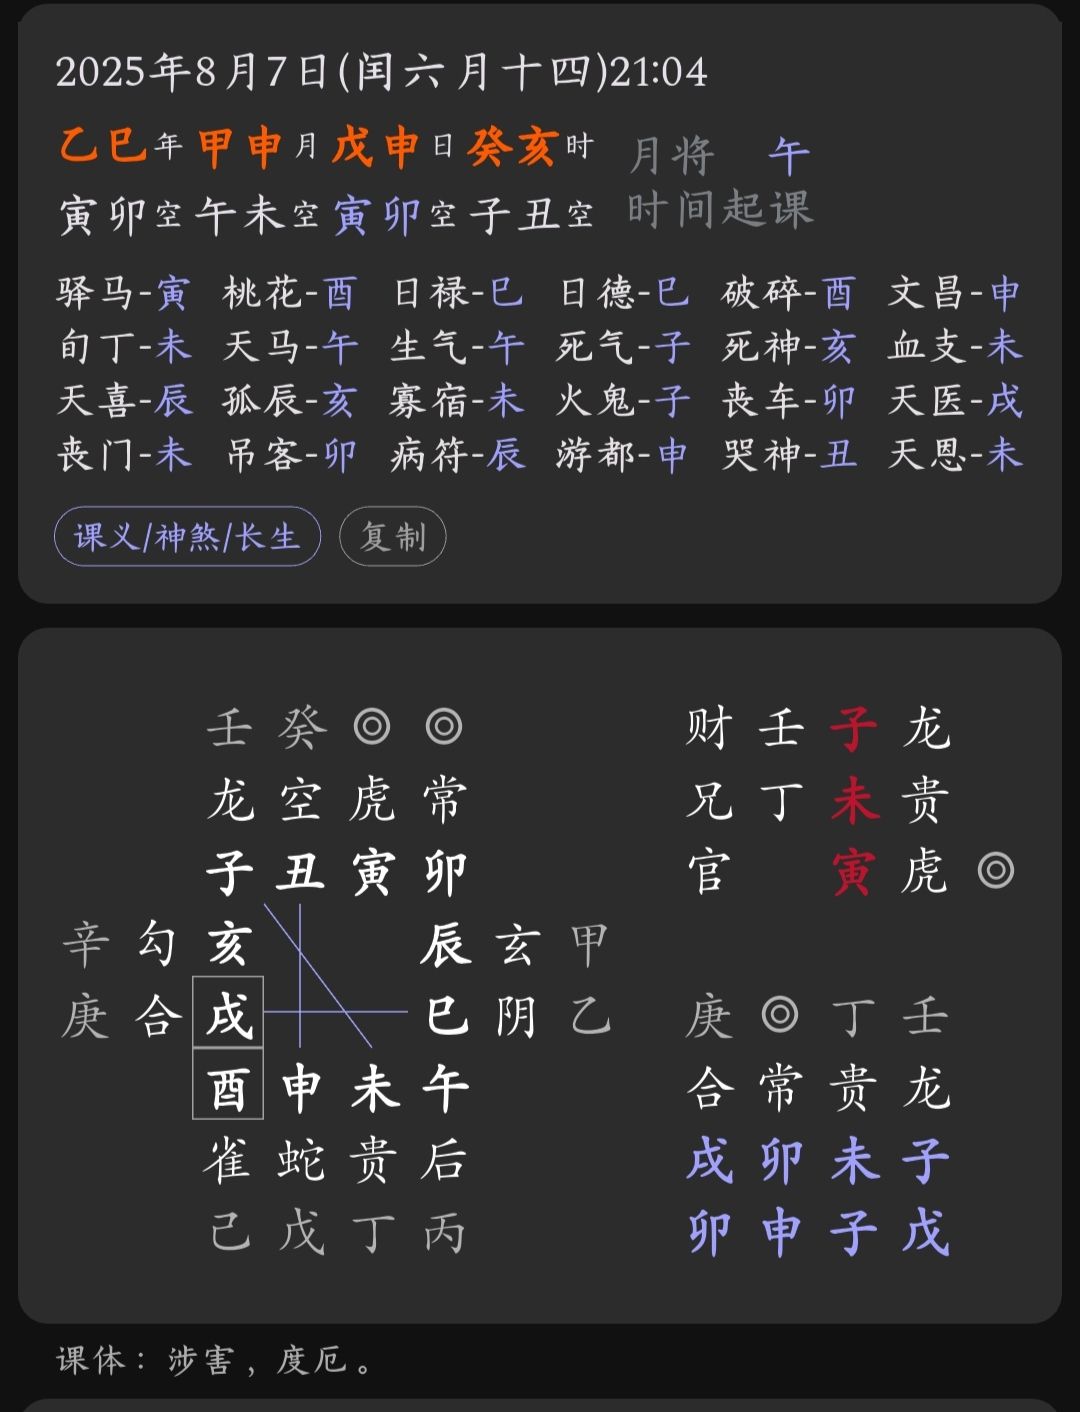 2025年8月7日(闰六月十四)21:04
乙巳年 甲申月 戊申日 癸亥时
月将 午
寅卯空 午未空 寅卯空 子丑空
时间起课
驿马-寅 桃花-酉 日禄-巳 日德-巳 破碎-酉 文昌-申
旬丁-未 天马-午 生气-午 死气-子 死神-亥 血支-未
天喜-辰 孤辰-亥 寡宿-未 火鬼-子 丧车-卯 天医-戌
丧门-未 吊客-卯 病符-辰 游都-申 哭神-丑 天恩-未
课义/神煞/长生 复制
壬 癸 ◎ ◎
龙 空 虎 常
子 丑 寅 卯
辛 勾 亥 辰 玄 甲
庚 合 戌 巳 阴 乙
酉 申 未 午
雀 蛇 贵 后
己 戊 丁 丙
财 壬 子 龙
兄 丁 未 贵
官 寅 虎 ◎
庚 ◎ 丁 壬
合 常 贵 龙
戌 卯 未 子
卯 申 子 戊
课体：涉害，度厄。